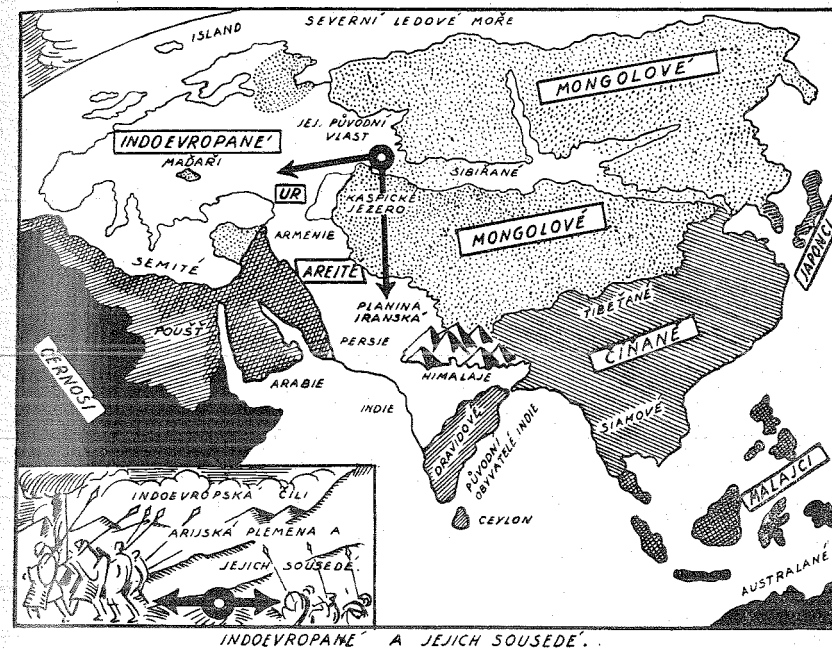 SEVERNÍ LEDOVÉ MOŘE
ISLAND
MONGOLOVÉ
JEJ. PŮVODNÍ
VLAST
INDOEVROPANÉ
MAĎAŘI
SIBIŘANÉ
UR
KASPICKÉ
JEZERO
MONGOLOVÉ
ARMENIE
JAPONCI
SEMITÉ
AREITÉ
PLANINA
IRANSKÁ
TIBEŤANÉ
POUŠŤ
PERSIE
ČÍŇANÉ
ČERNOSI
HIMALAJE
ARABIE
INDIE
DRAVIDOVÉ
PŮVODNÍ
OBYVATELÉ INDIE
SIAHOVÉ
MALAJCI
CEYLON
AUSTRALANÉ
INDOEVROPSKÁ ČILI
ARIJSKÁ PLEMENA A
JEJICH SOUSEDÉ.
INDOEVROPANÉ A JEJICH SOUSEDÉ.